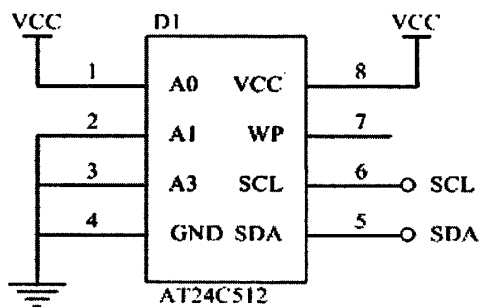 D1
VCC VCC
1 A0 VCC 8
2 A1 WP 7
3 A3 SCL 6 SCL
4 GND SDA 5 SDA
AT24C512